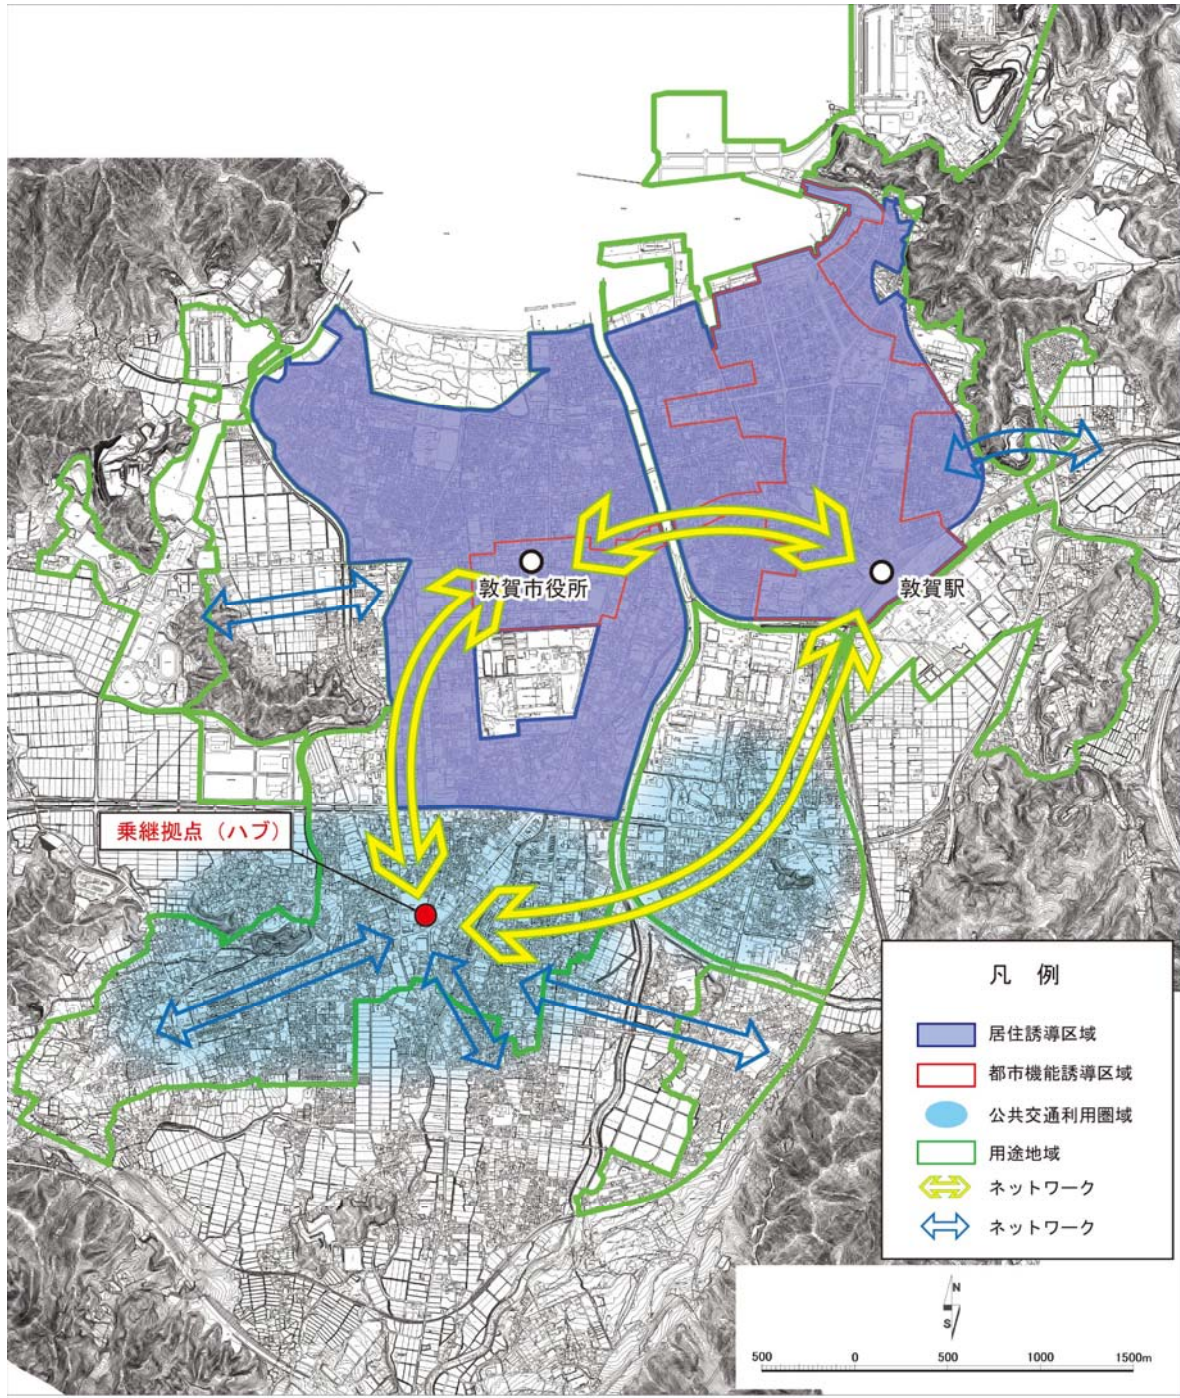 敦賀市役所
敦賀駅
乗継拠点（ハブ）
凡 例
居住誘導区域
都市機能誘導区域
公共交通利用圏域
用途地域
ネットワーク
ネットワーク
N
S
500 0 500 1000 1500m